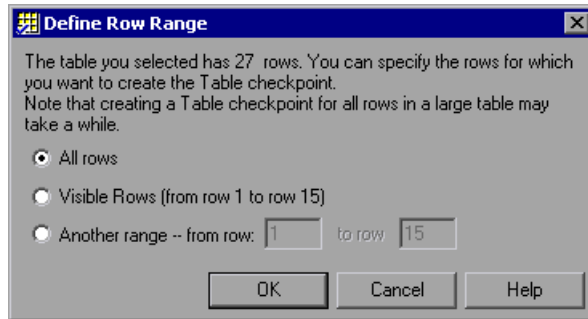 Define Row Range
The table you selected has 27 rows. You can specify the rows for which
you want to create the Table checkpoint.
Note that creating a Table checkpoint for all rows in a large table may
take a while.
All rows
Visible Rows (from row 1 to row 15)
Another range -- from row: 1 to row 15
OK Cancel Help